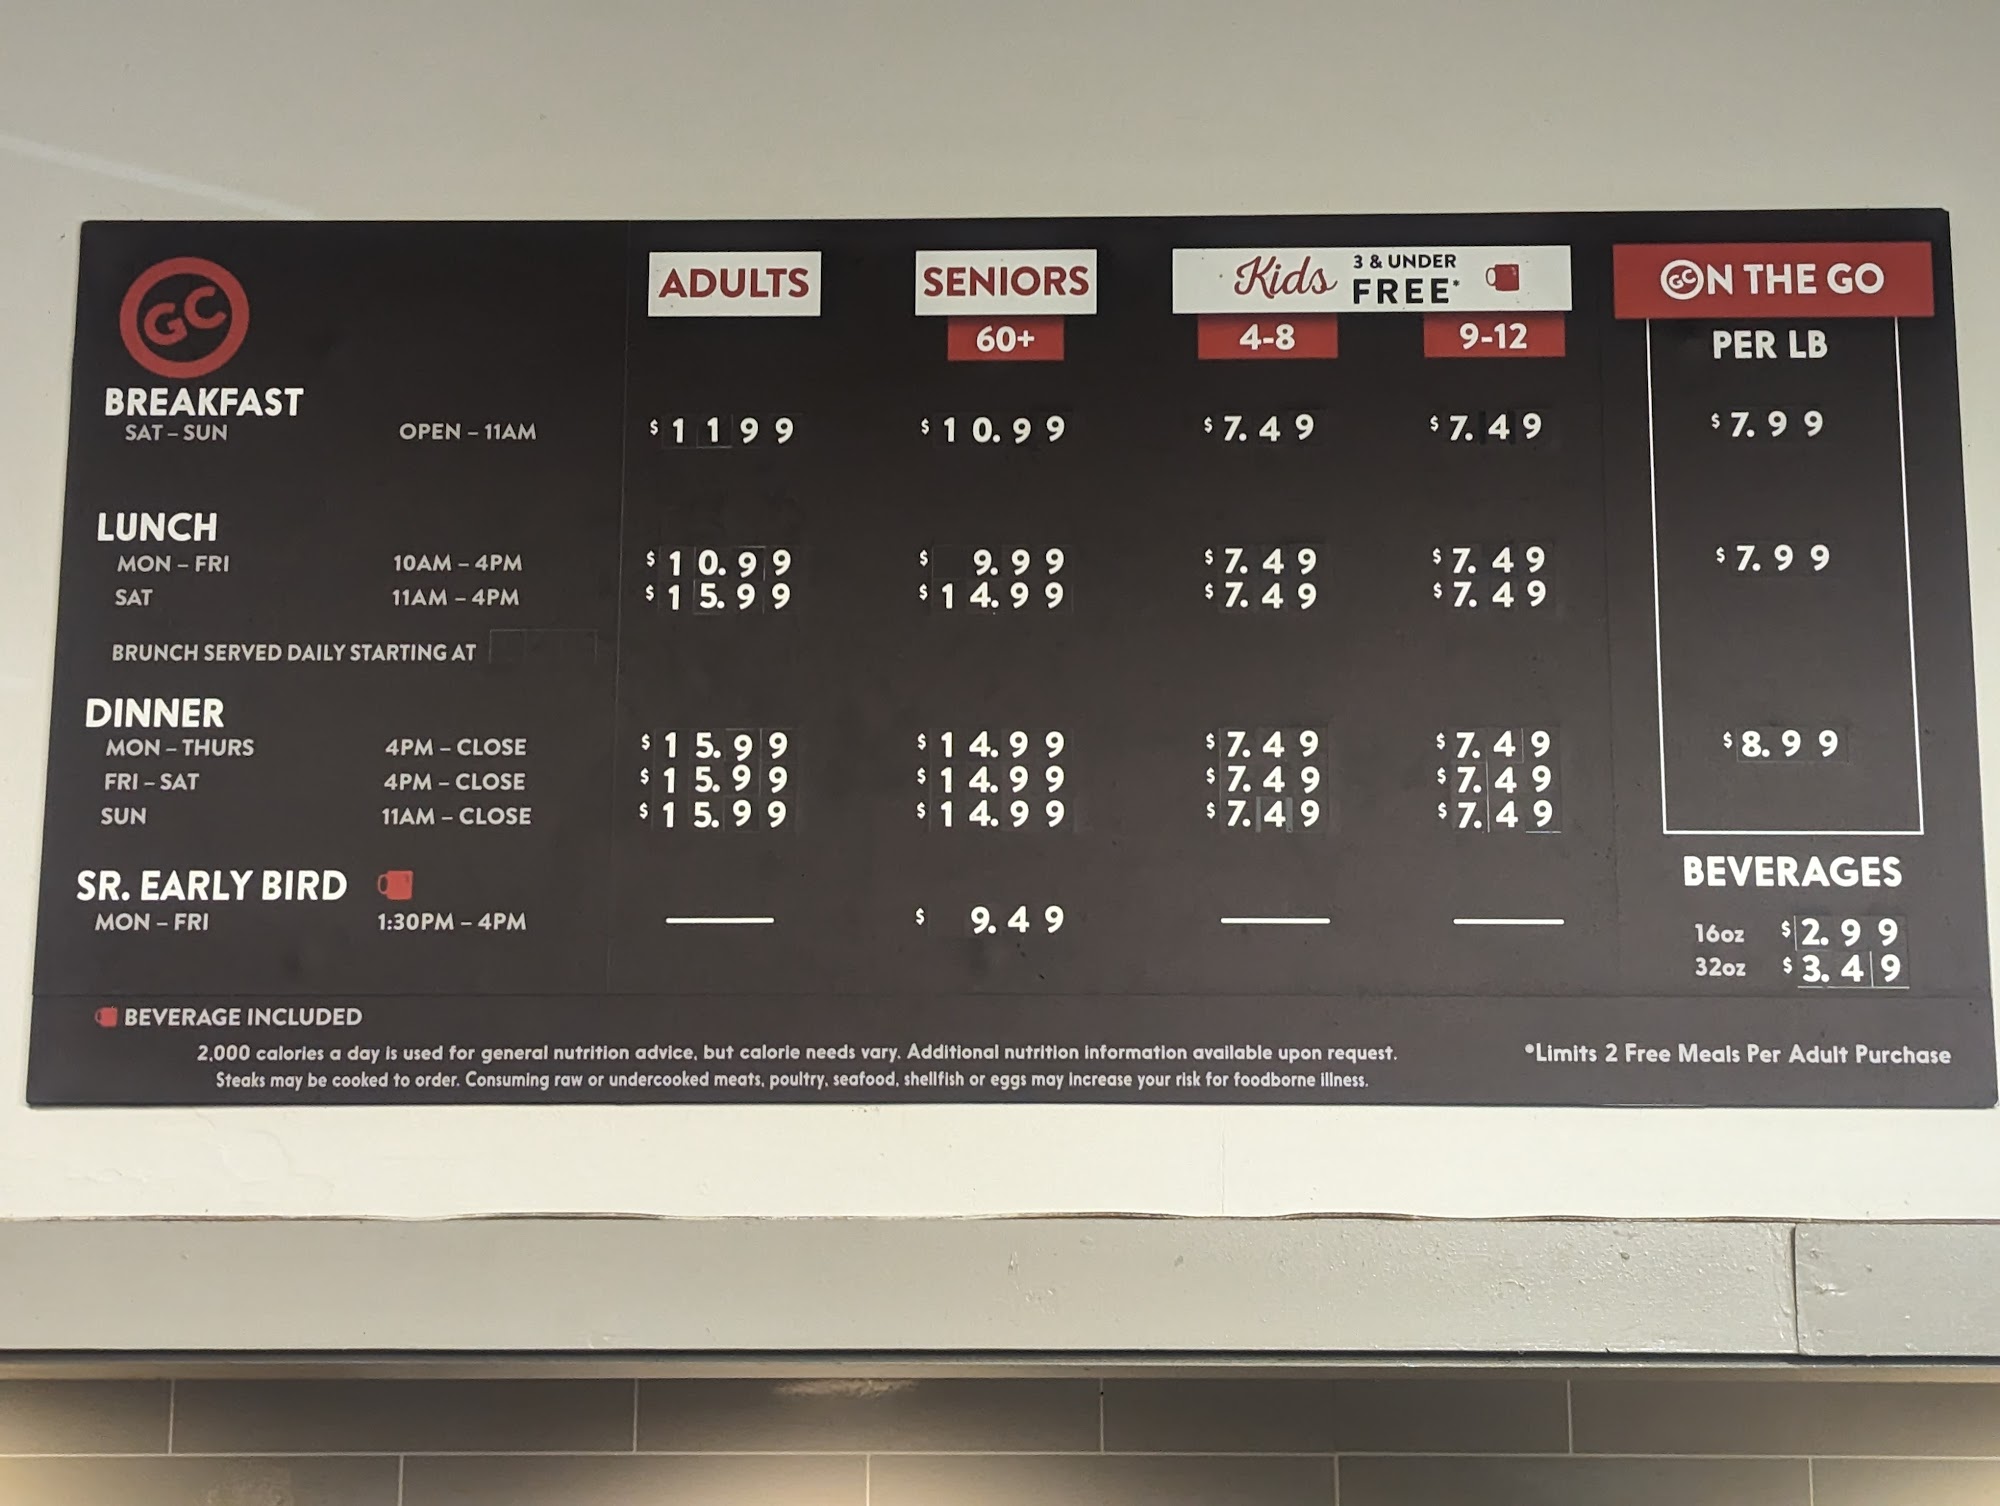 GC
ADULTS
SENIORS
60+
Kids 3 & UNDER FREE*
4-8 9-12
GCN THE GO
PER LB
BREAKFAST
SAT – SUN OPEN – 11AM $1199 $10.99 $7.49 $7.49 $7.99
LUNCH
MON – FRI 10AM – 4PM $10.99 $9.99 $7.49 $7.49 $7.99
SAT 11AM – 4PM $15.99 $14.99 $7.49 $7.49
BRUNCH SERVED DAILY STARTING AT
DINNER
MON – THURS 4PM – CLOSE $15.99 $14.99 $7.49 $7.49 $8.99
FRI – SAT 4PM – CLOSE $15.99 $14.99 $7.49 $7.49
SUN 11AM – CLOSE $15.99 $14.99 $7.49 $7.49
SR. EARLY BIRD
MON – FRI 1:30PM – 4PM $9.49
BEVERAGES
16oz $2.99
32oz $3.49
BEVERAGE INCLUDED
2,000 calories a day is used for general nutrition advice, but calorie needs vary. Additional nutrition information available upon request.
Steaks may be cooked to order. Consuming raw or undercooked meats, poultry, seafood, shellfish or eggs may increase your risk for foodborne illness.
*Limits 2 Free Meals Per Adult Purchase